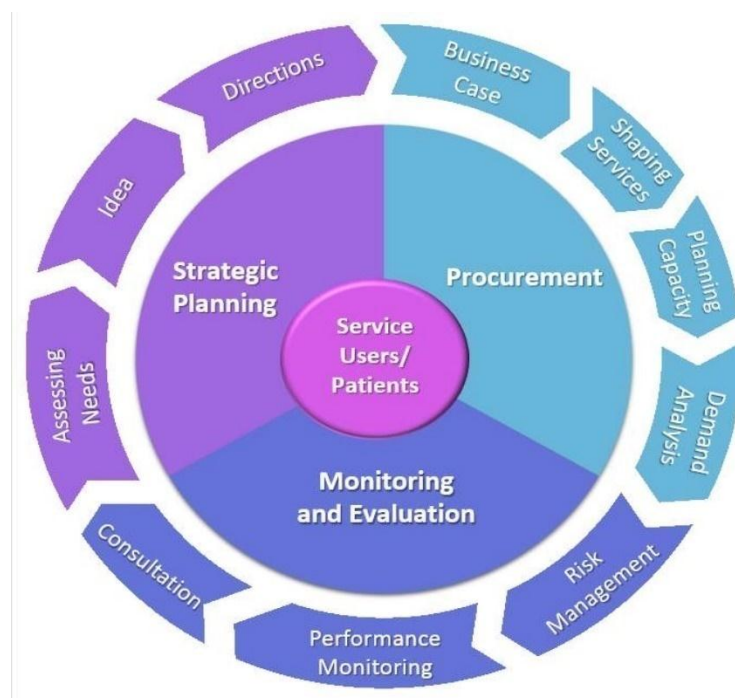 Directions
Business
Case
Shaping
Services
Planning
Capacity
Demand
Analysis
Risk
Management
Performance
Monitoring
Consultation
Assessing
Needs
Idea
Strategic
Planning
Procurement
Service
Users/
Patients
Monitoring
and Evaluation